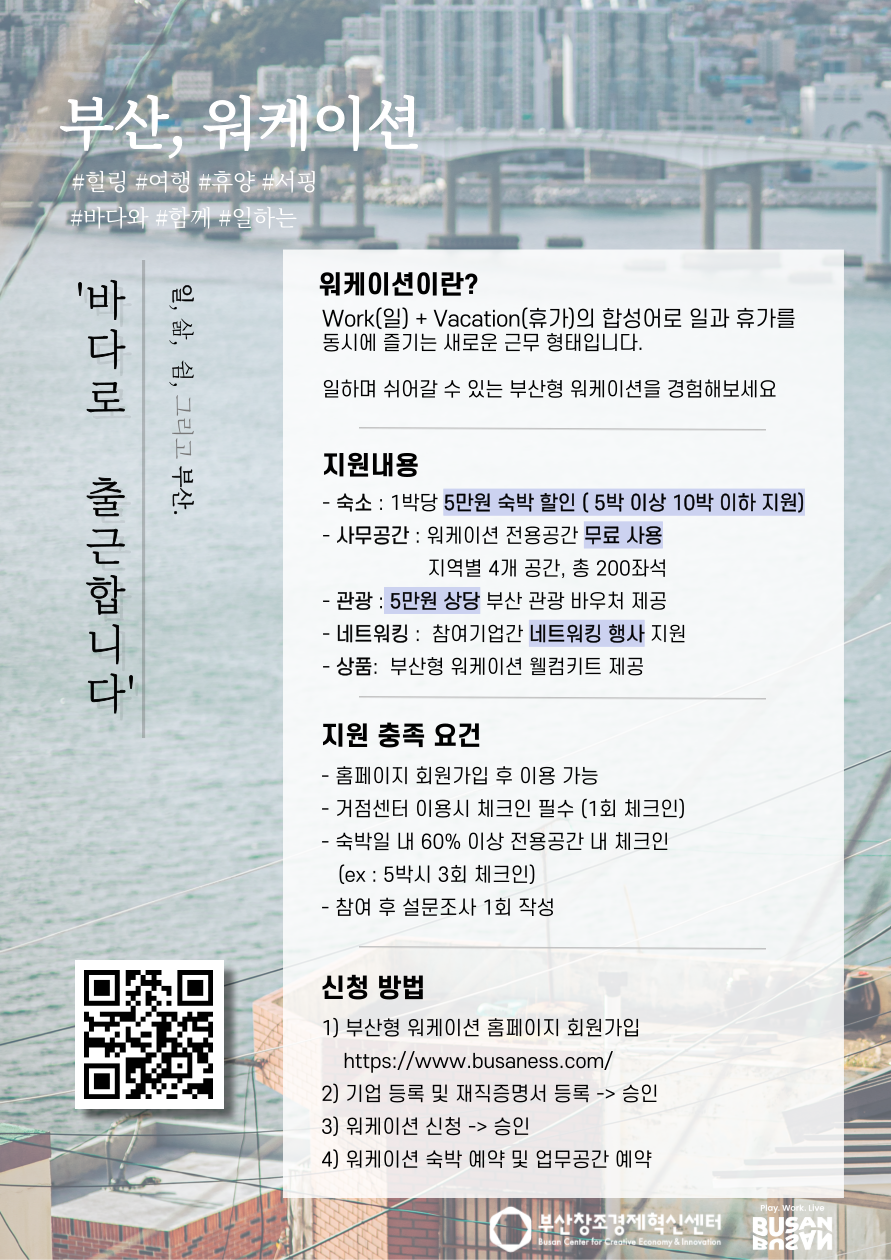 부산, 워케이션
#힐링 #여행 #휴양 #서핑
#바다와 #함께 #일하는
'바다로 출근합니다'
일, 삶, 쉼, 그리고 부산.
워케이션이란?
Work(일) + Vacation(휴가)의 합성어로 일과 휴가를
동시에 즐기는 새로운 근무 형태입니다.
일하며 쉬어갈 수 있는 부산형 워케이션을 경험해보세요
지원내용
- 숙소 : 1박당 5만원 숙박 할인 ( 5박 이상 10박 이하 지원)
- 사무공간 : 워케이션 전용공간 무료 사용
지역별 4개 공간, 총 200좌석
- 관광 : 5만원 상당 부산 관광 바우처 제공
- 네트워킹 : 참여기업간 네트워킹 행사 지원
- 상품: 부산형 워케이션 웰컴키트 제공
지원 충족 요건
- 홈페이지 회원가입 후 이용 가능
- 거점센터 이용시 체크인 필수 (1회 체크인)
- 숙박일 내 60% 이상 전용공간 내 체크인
(ex : 5박시 3회 체크인)
- 참여 후 설문조사 1회 작성
신청 방법
1) 부산형 워케이션 홈페이지 회원가입
https://www.busaness.com/
2) 기업 등록 및 재직증명서 등록 -> 승인
3) 워케이션 신청 -> 승인
4) 워케이션 숙박 예약 및 업무공간 예약
부산창조경제혁신센터
Busan Center for Creative Economy & Innovation
Play. Work. Live
BUSAN
BUSAN